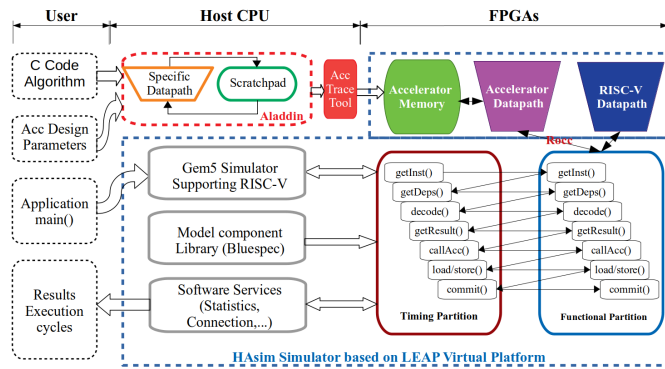 User
Host CPU
FPGAs
C Code
Algorithm
Acc Design
Parameters
Application
main()
Results
Execution
cycles
Specific
Datapath
Scratchpad
Aladdin
Acc
Trace
Tool
Accelerator
Memory
Accelerator
Datapath
RISC-V
Datapath
Rocc
Gem5 Simulator
Supporting RISC-V
Model component
Library (Bluespec)
Software Services
(Statistics,
Connection,...)
getInst()
getDeps()
decode()
getResult()
callAcc()
load/store()
commit()
Timing Partition
getInst()
getDeps()
decode()
getResult()
callAcc()
load/store()
commit()
Functional Partition
HAsim Simulator based on LEAP Virtual Platform